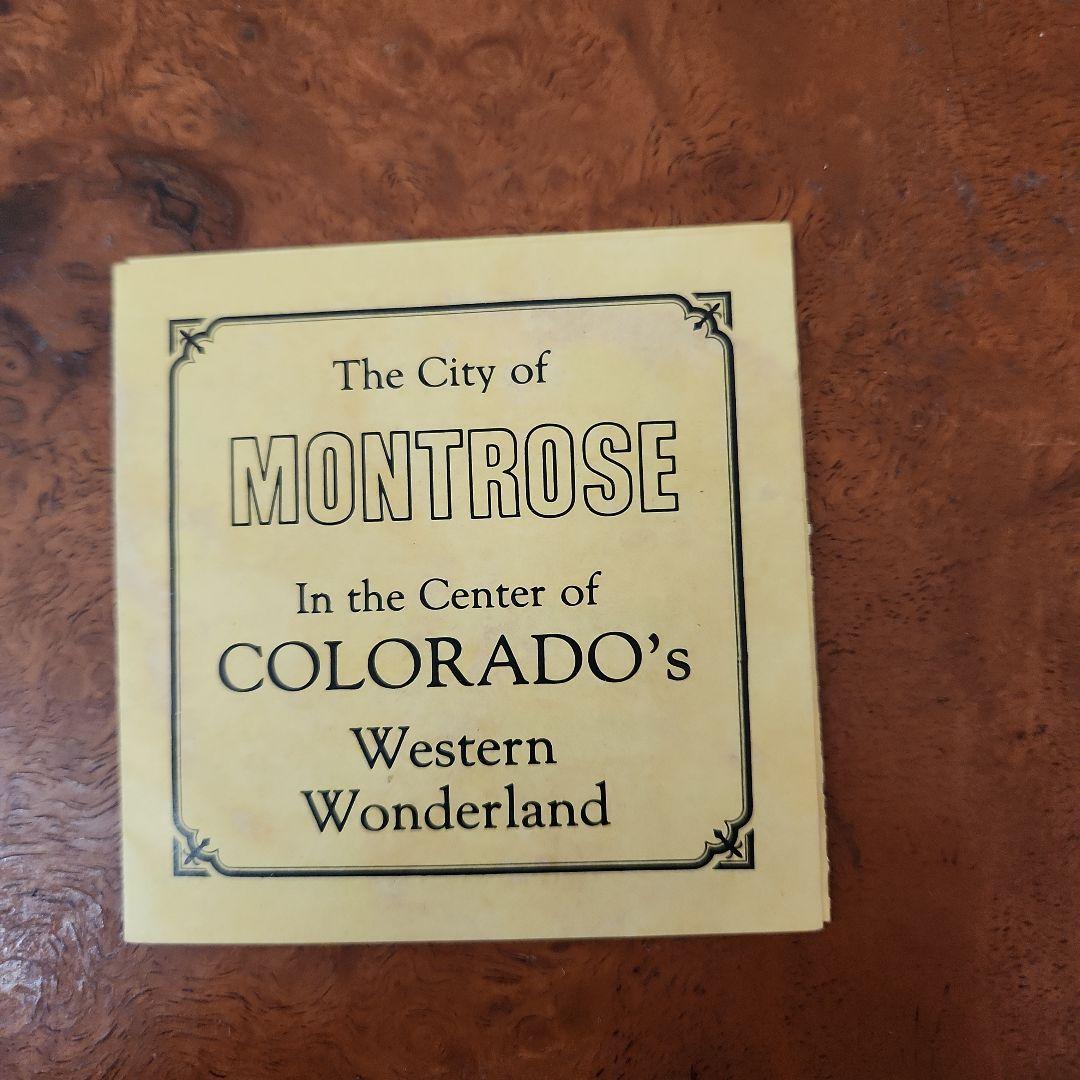 The City of
MONTROSE
In the Center of
COLORADO's
Western
Wonderland